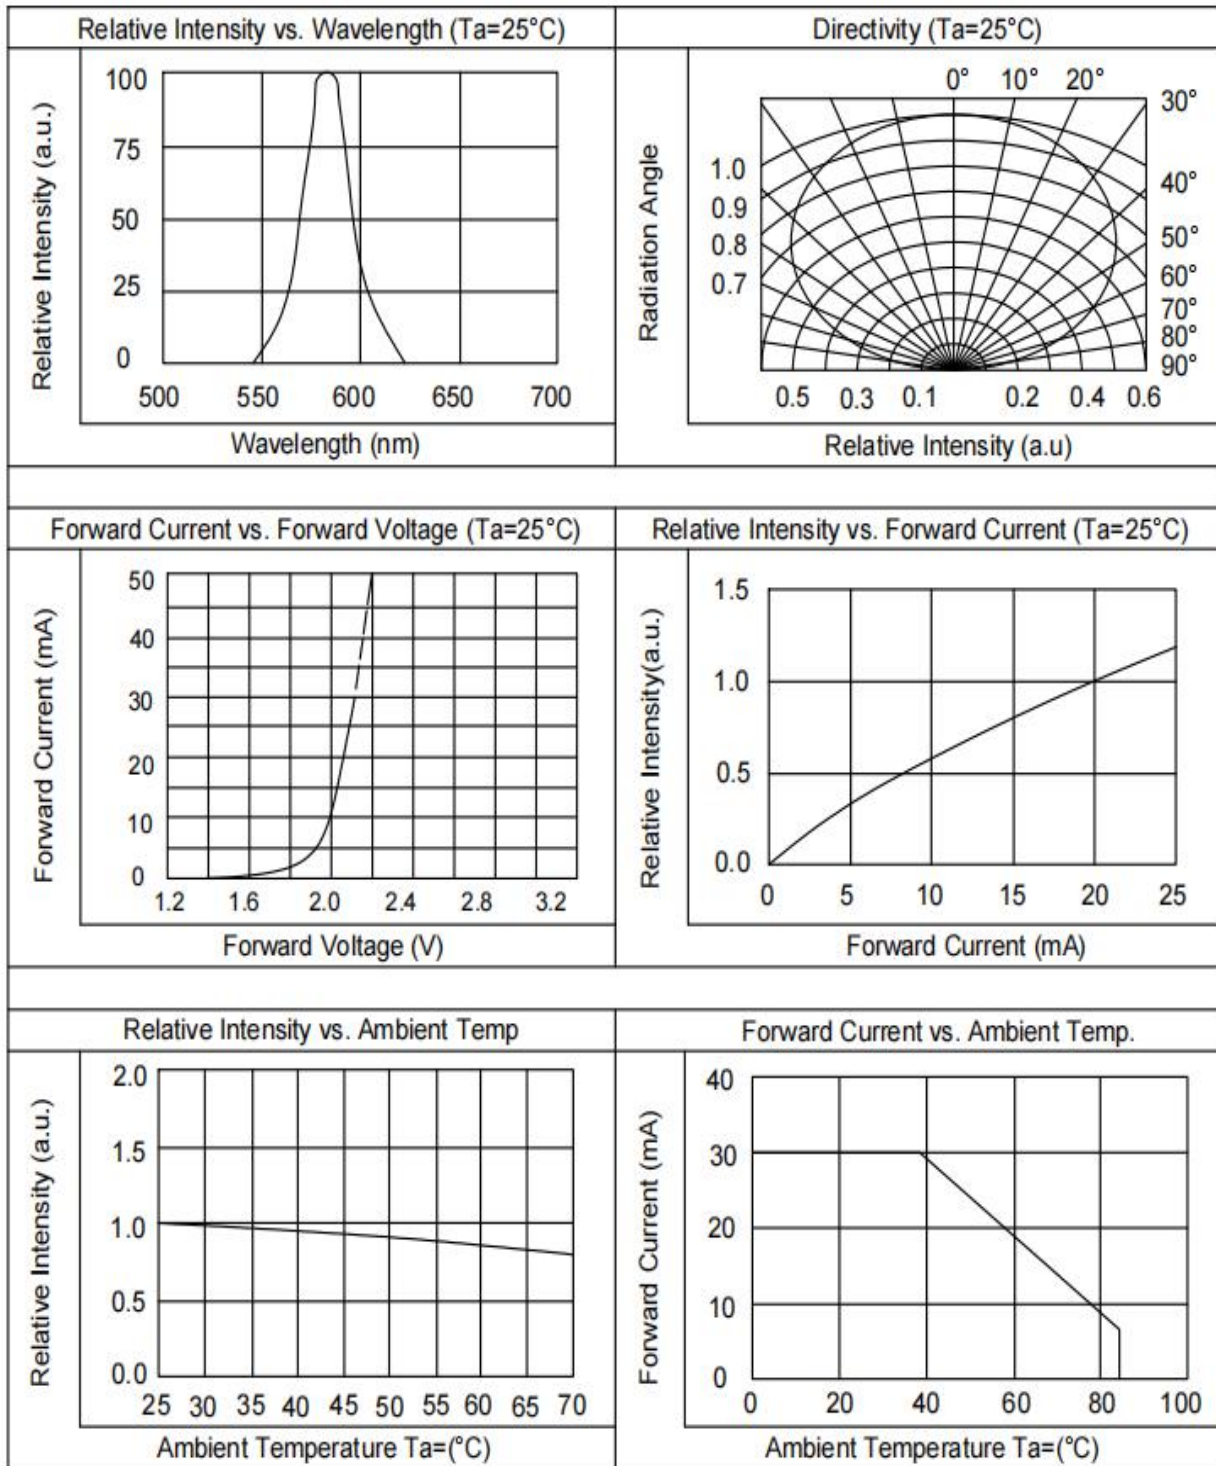 Relative Intensity vs. Wavelength (Ta=25°C)
Relative Intensity (a.u.)
100
75
50
25
0
500 550 600 650 700
Wavelength (nm)
Directivity (Ta=25°C)
Radiation Angle
0° 10° 20°
30°
40°
50°
60°
70°
80°
90°
1.0
0.9
0.8
0.7
0.5 0.3 0.1 0.2 0.4 0.6
Relative Intensity (a.u)
Forward Current vs. Forward Voltage (Ta=25°C)
Forward Current (mA)
50
40
30
20
10
0
1.2 1.6 2.0 2.4 2.8 3.2
Forward Voltage (V)
Relative Intensity vs. Forward Current (Ta=25°C)
Relative Intensity(a.u.)
1.5
1.0
0.5
0.0
0 5 10 15 20 25
Forward Current (mA)
Relative Intensity vs. Ambient Temp
Relative Intensity (a.u.)
2.0
1.5
1.0
0.5
0.0
25 30 35 40 45 50 55 60 65 70
Ambient Temperature Ta=(°C)
Forward Current vs. Ambient Temp.
Forward Current (mA)
40
30
20
10
0
0 20 40 60 80 100
Ambient Temperature Ta=(°C)